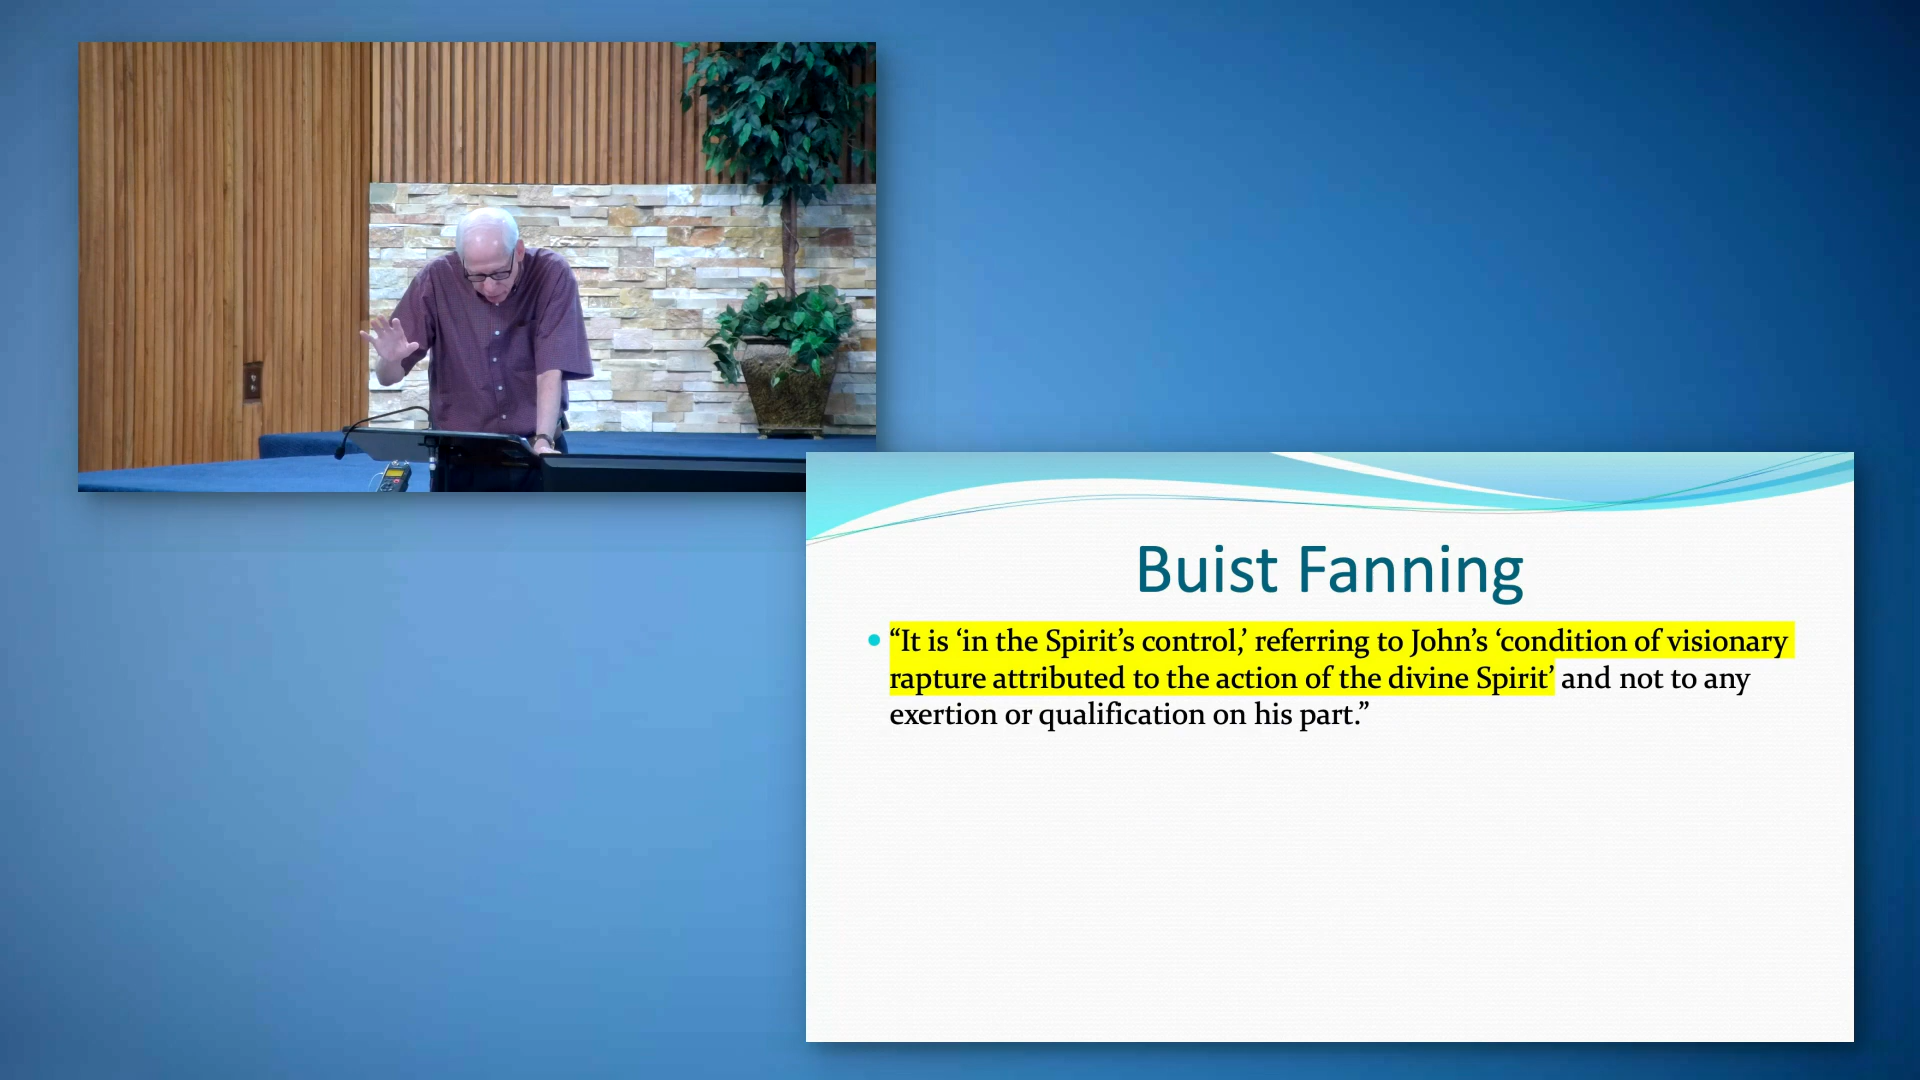 Buist Fanning
“It is ‘in the Spirit’s control,’ referring to John’s ‘condition of visionary
rapture attributed to the action of the divine Spirit’ and not to any
exertion or qualification on his part.”